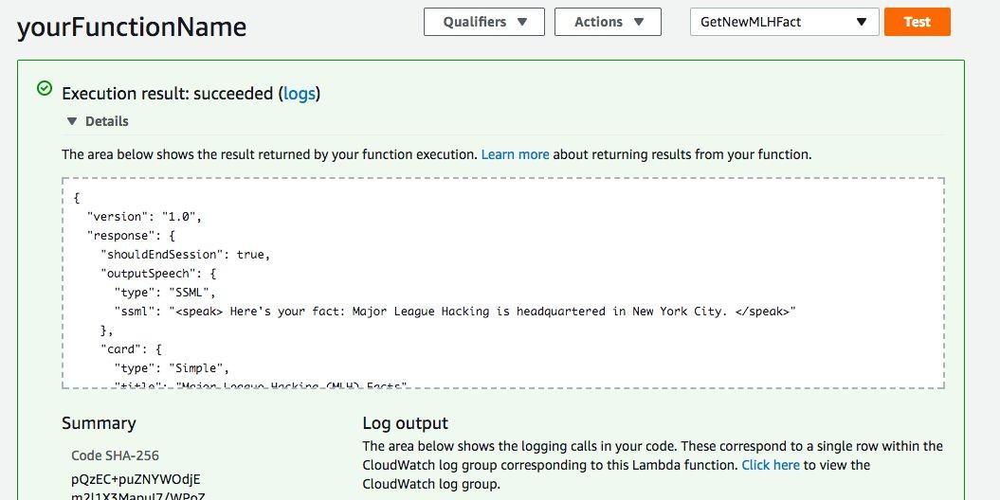 yourFunctionName
Qualifiers
Actions
GetNewMLHFact
Test
Execution result: succeeded (logs)
Details
The area below shows the result returned by your function execution. Learn more about returning results from your function.
{
"version": "1.0",
"response": {
"shouldEndSession": true,
"outputSpeech": {
"type": "SSML",
"ssml": "<speak> Here's your fact: Major League Hacking is headquartered in New York City. </speak>"
},
"card": {
"type": "Simple",
"title": "Major League Hacking (MLH) Facts",
Summary
Code SHA-256
pQzEC+puZNYWOdjE
Log output
The area below shows the logging calls in your code. These correspond to a single row within the
CloudWatch log group corresponding to this Lambda function. Click here to view the
CloudWatch log group.